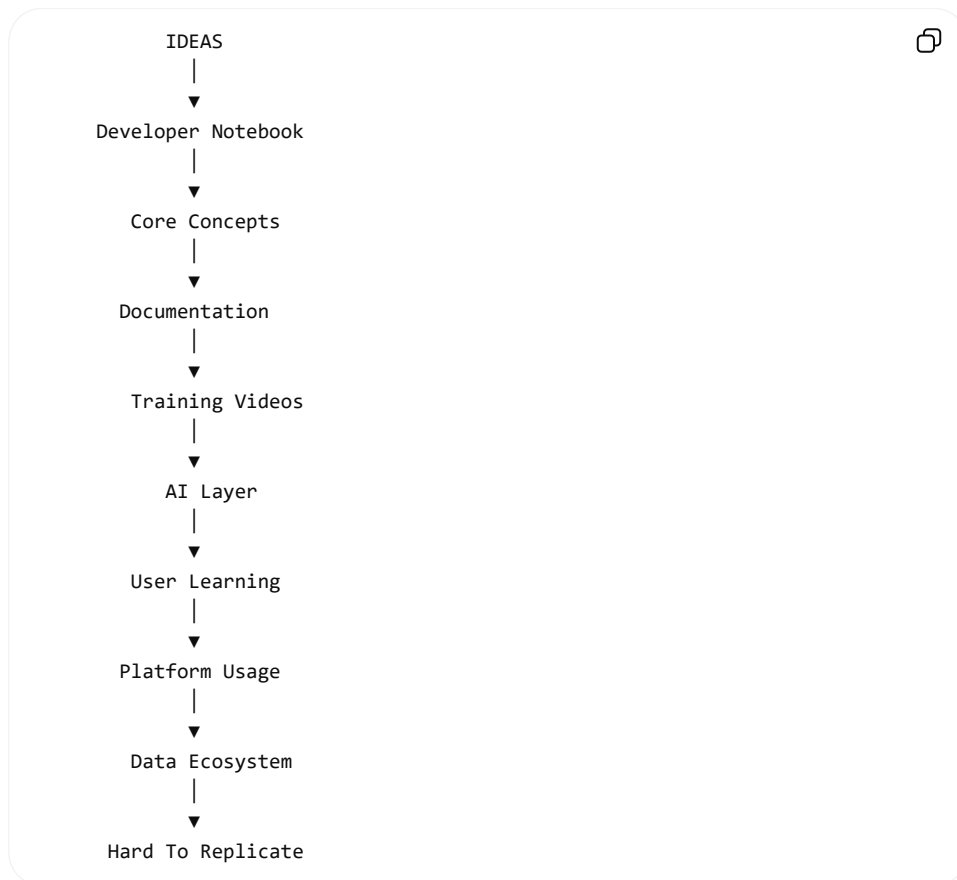 IDEAS
│
▼
Developer Notebook
│
▼
Core Concepts
│
▼
Documentation
│
▼
Training Videos
│
▼
AI Layer
│
▼
User Learning
│
▼
Platform Usage
│
▼
Data Ecosystem
│
▼
Hard To Replicate